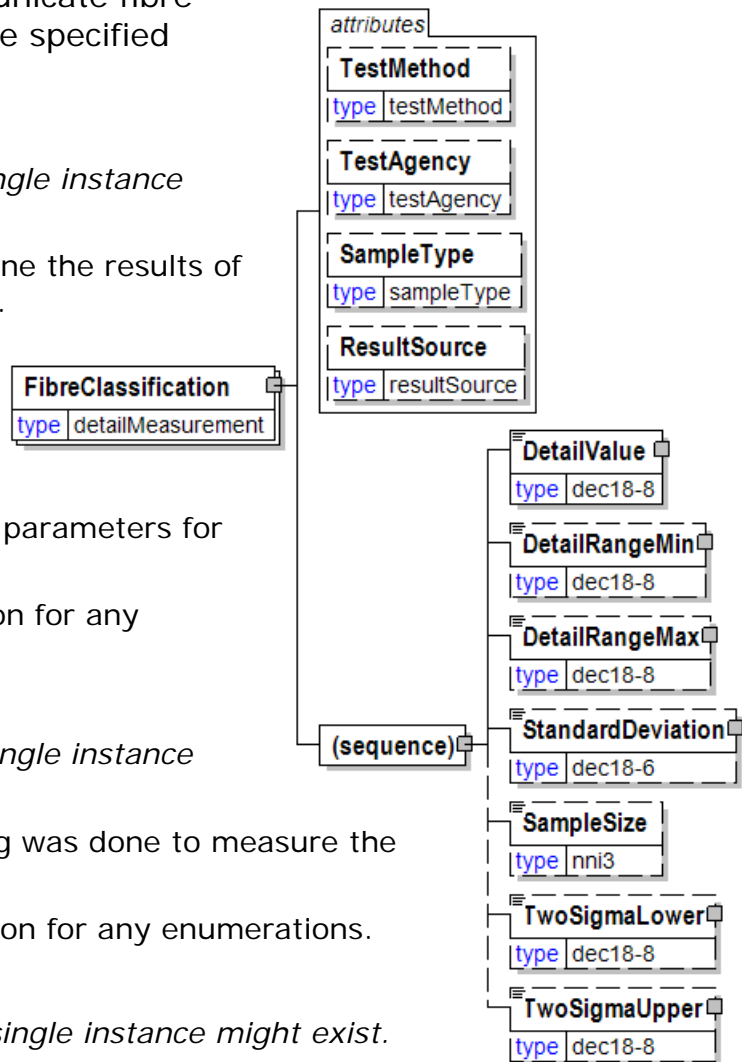 unicate fibre
e specified
ngle instance
ne the results of
.
parameters for
on for any
ngle instance
g was done to measure the
on for any enumerations.
single instance might exist.
attributes
TestMethod
type testMethod
TestAgency
type testAgency
SampleType
type sampleType
ResultSource
type resultSource
FibreClassification
type detailMeasurement
(sequence)
DetailValue
type dec18-8
DetailRangeMin
type dec18-8
DetailRangeMax
type dec18-8
StandardDeviation
type dec18-6
SampleSize
type nni3
TwoSigmaLower
type dec18-8
TwoSigmaUpper
type dec18-8